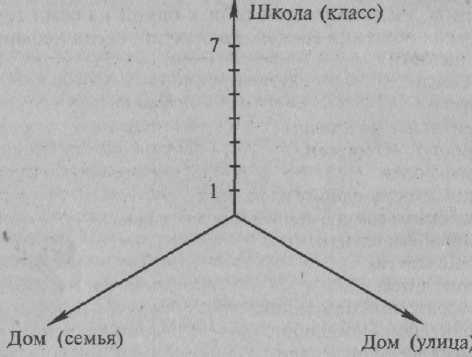 Школа (класс)
7
1
Дом (семья)
Дом (улица)